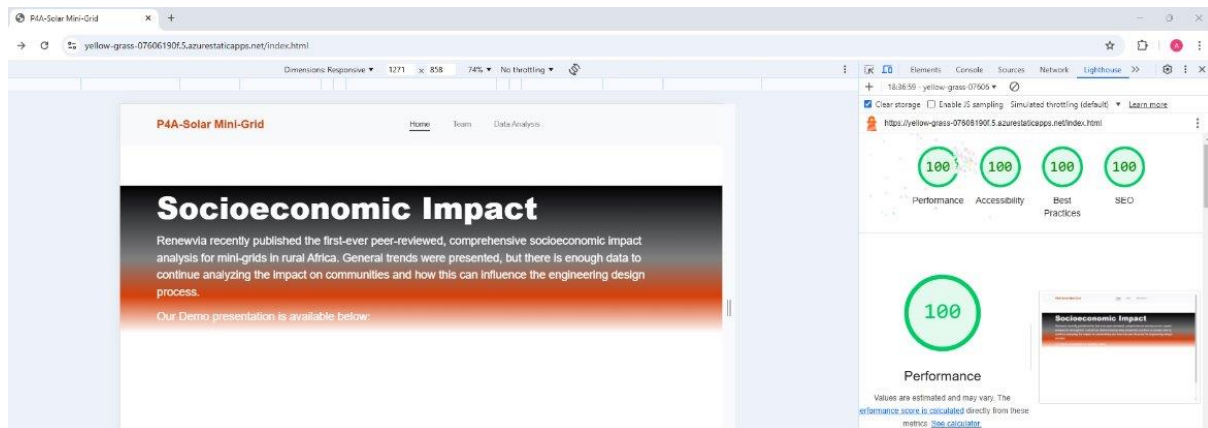 P4A-Solar Mini-Grid
yellow-grass-07606190f.5.azurestaticapps.net/index.html
Dimensions: Responsive 1271 x 858 74% No throttling
Elements Console Sources Network Lighthouse
18:36:59 - yellow-grass-07606
Clear storage Enable JS sampling Simulated throttling (default) Learn more
https://yellow-grass-07606190f.5.azurestaticapps.net/index.html
P4A-Solar Mini-Grid Home Team Data Analysis
Socioeconomic Impact
Renewvia recently published the first-ever peer-reviewed, comprehensive socioeconomic impact
analysis for mini-grids in rural Africa. General trends were presented, but there is enough data to
continue analyzing the impact on communities and how this can influence the engineering design
process.
Our Demo presentation is available below:
100 100 100 100
Performance Accessibility Best Practices SEO
100
Performance
Values are estimated and may vary. The
erformance score is calculated directly from these
metrics. See calculator.
P4A-Solar Mini-Grid
Socioeconomic Impact